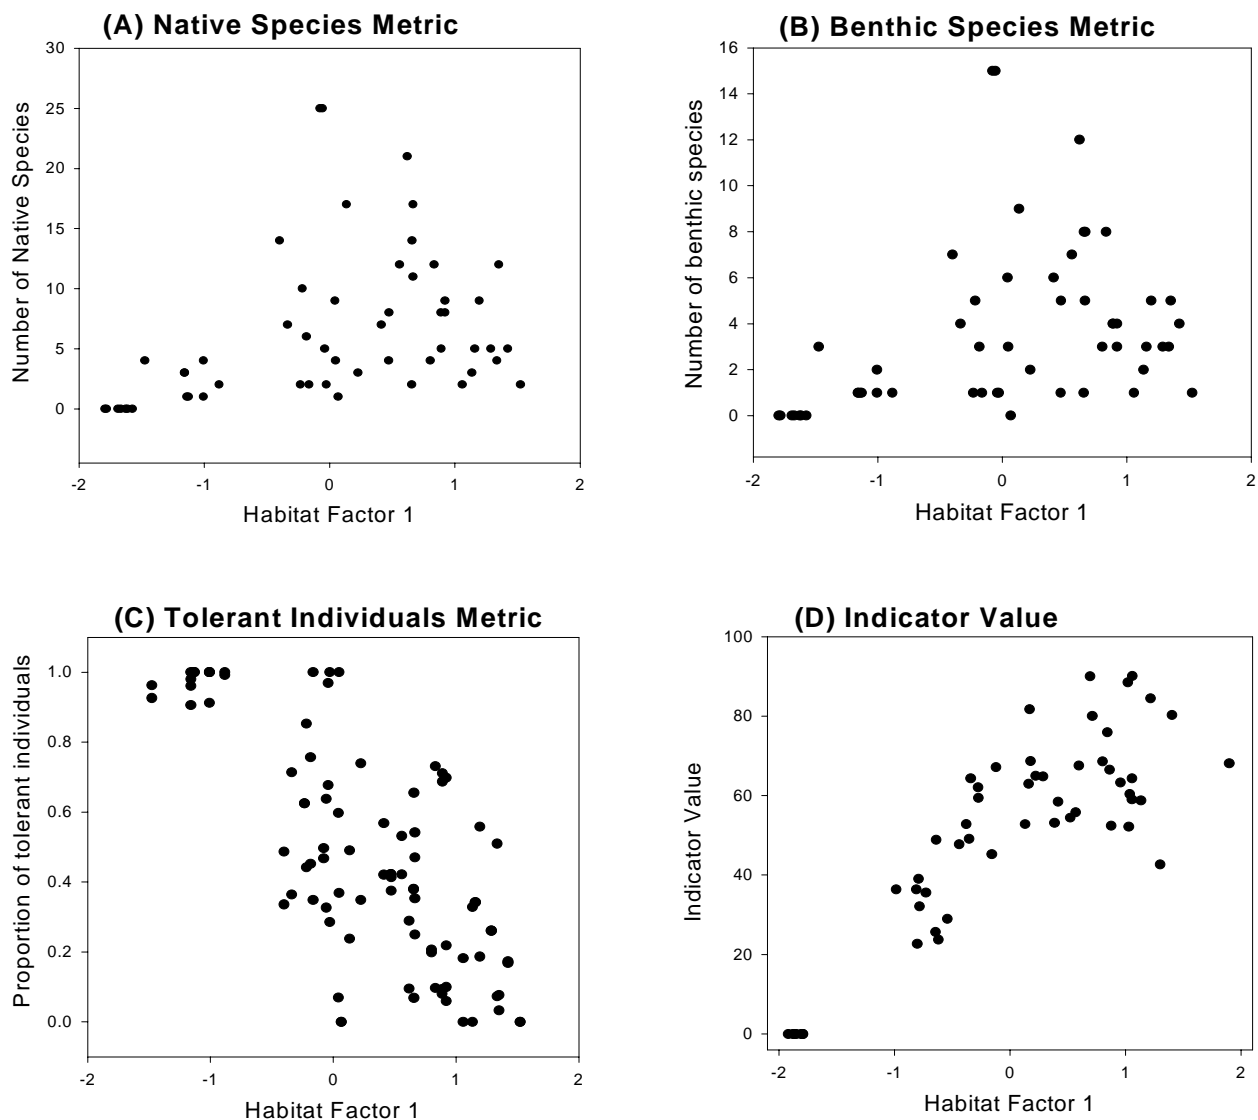 (A) Native Species Metric
Number of Native Species
30
25
20
15
10
5
0
-2 -1 0 1 2
Habitat Factor 1
(B) Benthic Species Metric
Number of benthic species
16
14
12
10
8
6
4
2
0
-2 -1 0 1 2
Habitat Factor 1
(C) Tolerant Individuals Metric
Proportion of tolerant individuals
1.0
0.8
0.6
0.4
0.2
0.0
-2 -1 0 1 2
Habitat Factor 1
(D) Indicator Value
Indicator Value
100
80
60
40
20
0
-2 -1 0 1 2
Habitat Factor 1